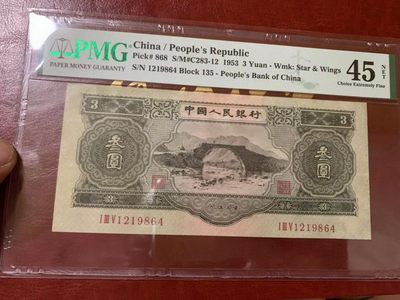 PMG
PAPER MONEY GUARANTY
China / People's Republic
Pick# 868 S/M#C283-12 1953 3 Yuan - Wmk: Star & Wings
S/N 1219864 Block 135 - People's Bank of China
45 NET
Choice Extremely Fine
3
中國人民銀行
3
叁圓
叁圓
I III V 1219864
I III V 1219864